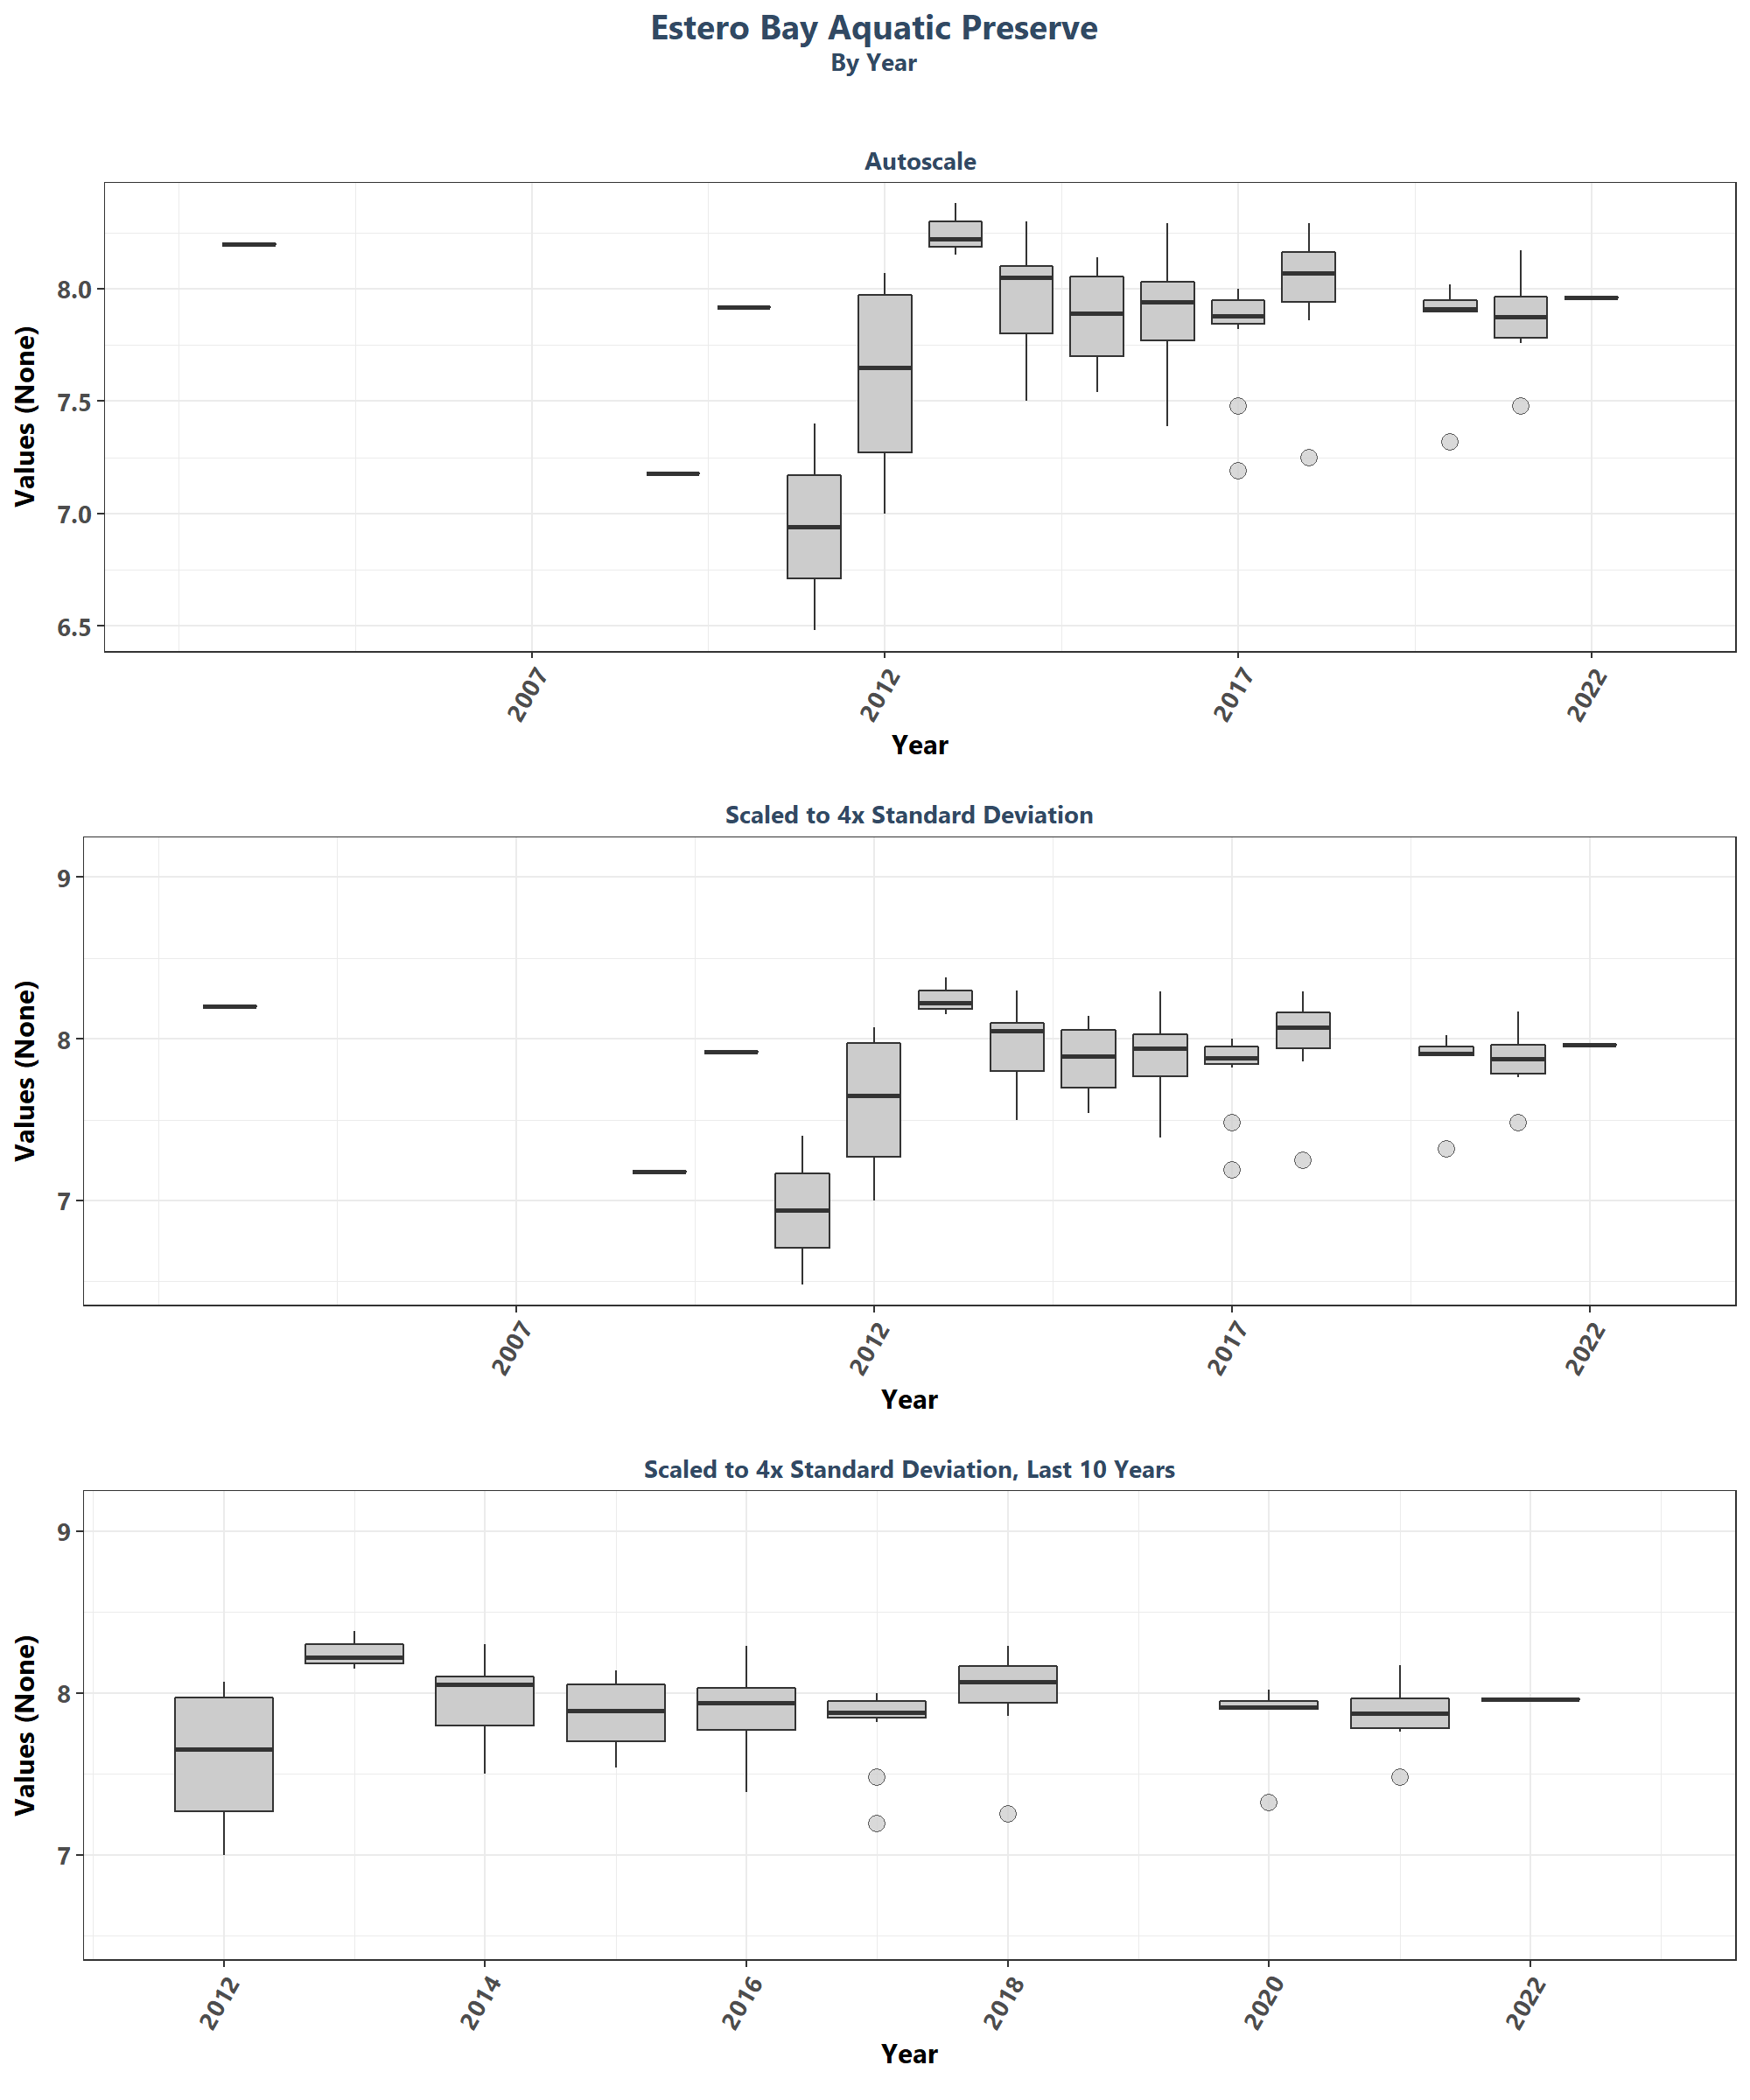 Estero Bay Aquatic Preserve
By Year
Autoscale
Values (None)
8.0
7.5
7.0
6.5
2007 2012 2017 2022
Year
Scaled to 4x Standard Deviation
Values (None)
9
8
7
2007 2012 2017 2022
Year
Scaled to 4x Standard Deviation, Last 10 Years
Values (None)
9
8
7
2012 2014 2016 2018 2020 2022
Year